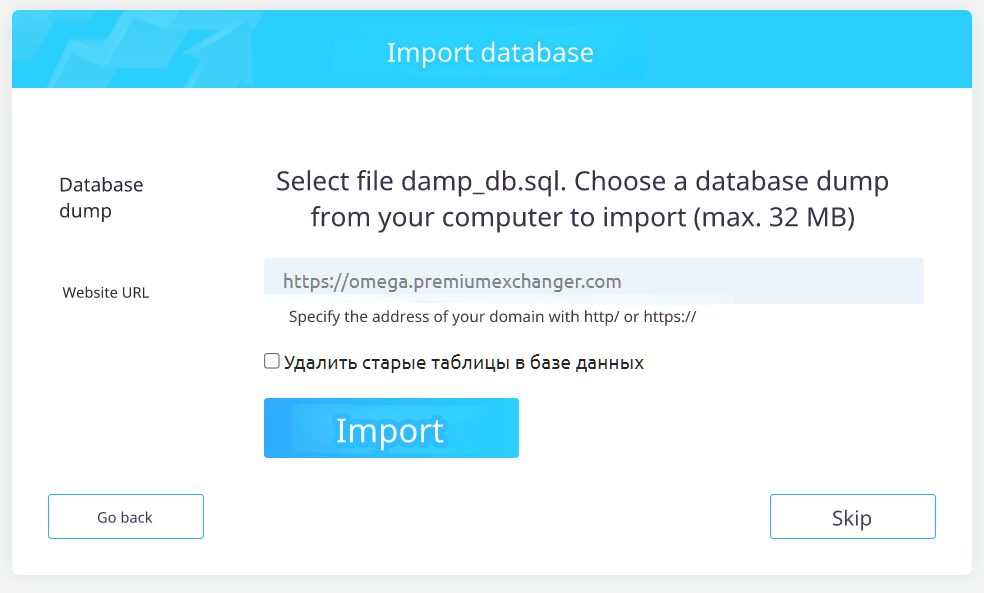 Import database
Database
dump
Select file damp_db.sql. Choose a database dump
from your computer to import (max. 32 MB)
Website URL
https://omega.premiumexchanger.com
Specify the address of your domain with http/ or https://
Удалить старые таблицы в базе данных
Import
Go back
Skip